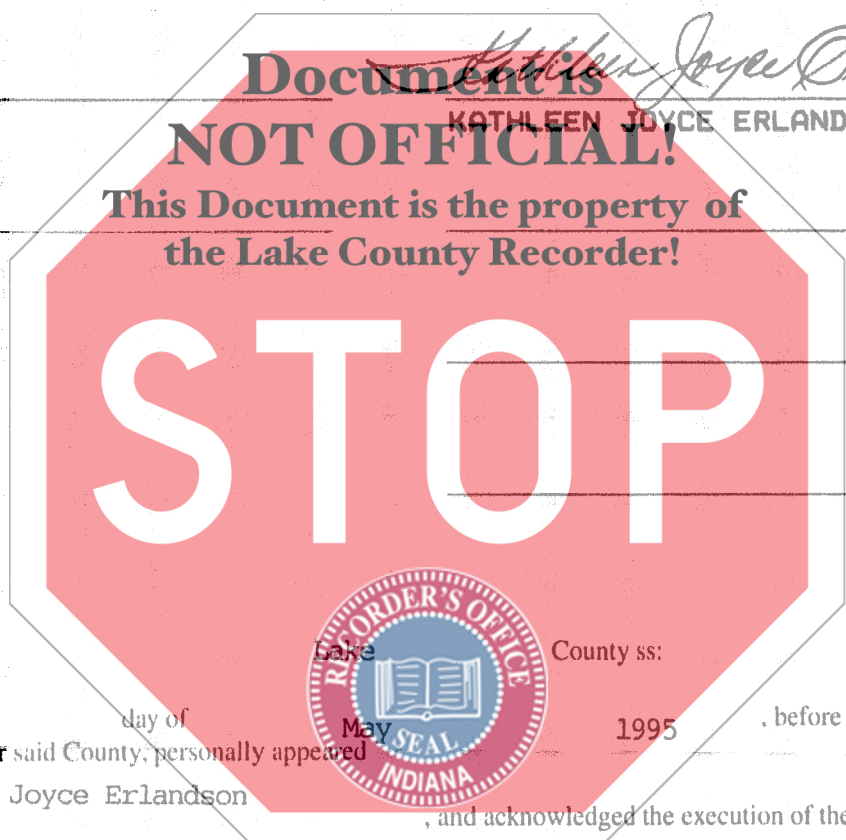 Document is
Kathleen Joyce
NOT OFFICIAL!
KATHLEEN JOYCE ERLAND
This Document is the property of
the Lake County Recorder!
STOP
RECORDER'S OFFICE
SEAL
INDIANA
Lake County ss:
day of May 1995 , before
r said County, personally appeared
Joyce Erlandson
, and acknowledged the execution of the